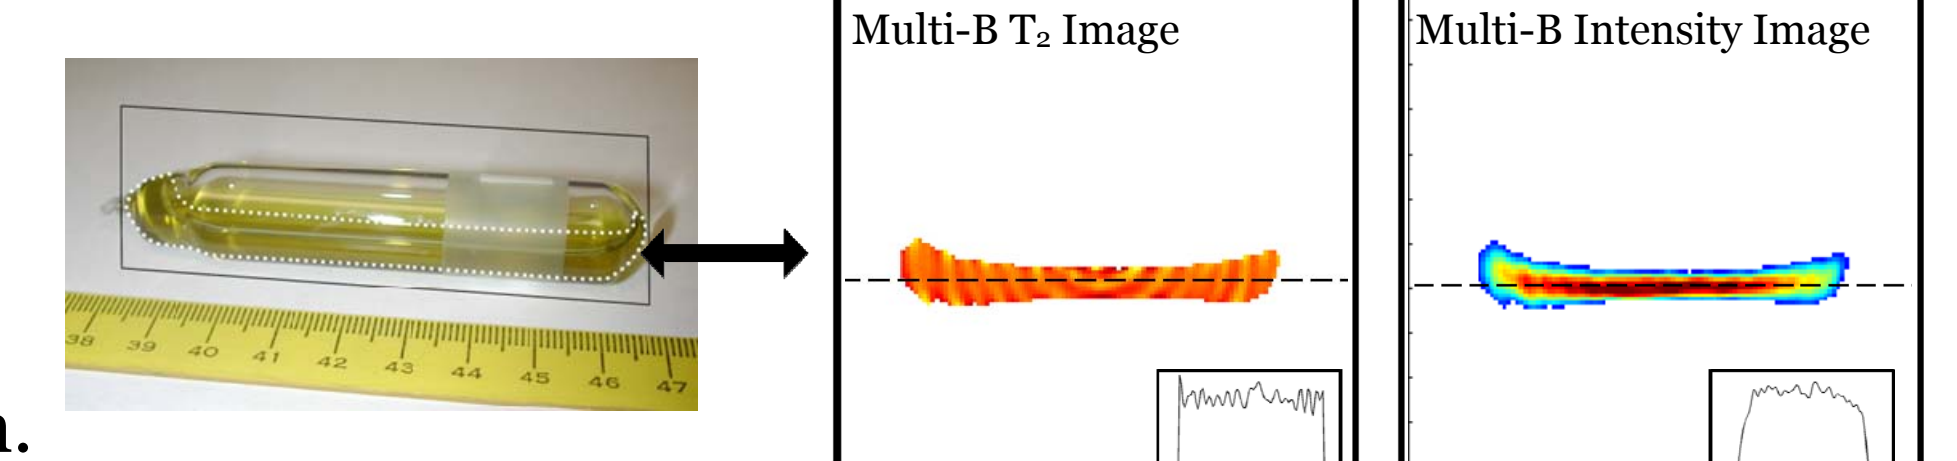 Multi-B T₂ Image
Multi-B Intensity Image
38 39 40 41 42 43 44 45 46 47
n.